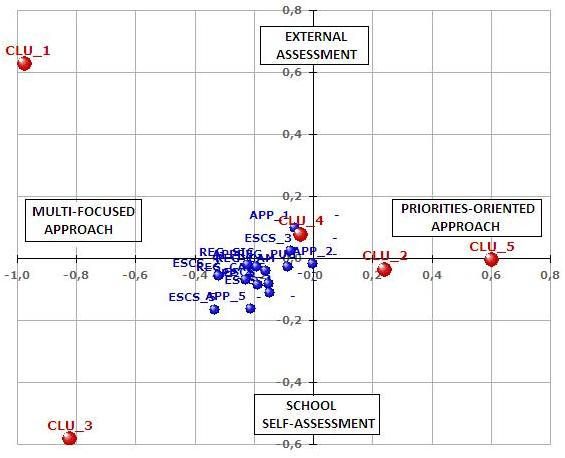 0,8
EXTERNAL
ASSESSMENT
CLU_1
0,6
0,4
0,2
MULTI-FOCUSED
APPROACH
PRIORITIES-ORIENTED
APPROACH
APP_1
CLU_4
ESCS_3
APP_2
CLU_2
CLU_5
-1,0
-0,8
-0,6
-0,4
-0,2
0,0
0,2
0,4
0,6
0,8
ESCS_5
APP_5
-0,2
-0,4
SCHOOL
SELF-ASSESSMENT
CLU_3
-0,6